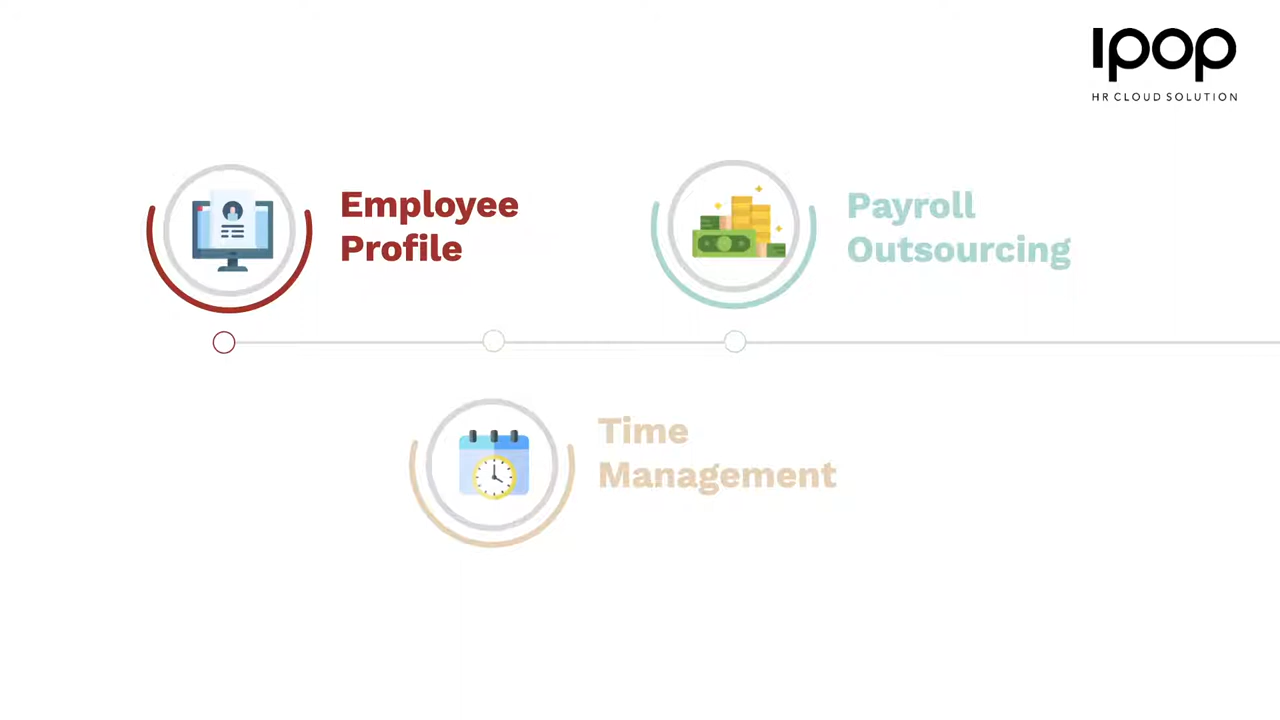 ipop
HR CLOUD SOLUTION
Employee
Profile
Payroll
Outsourcing
Time
Management